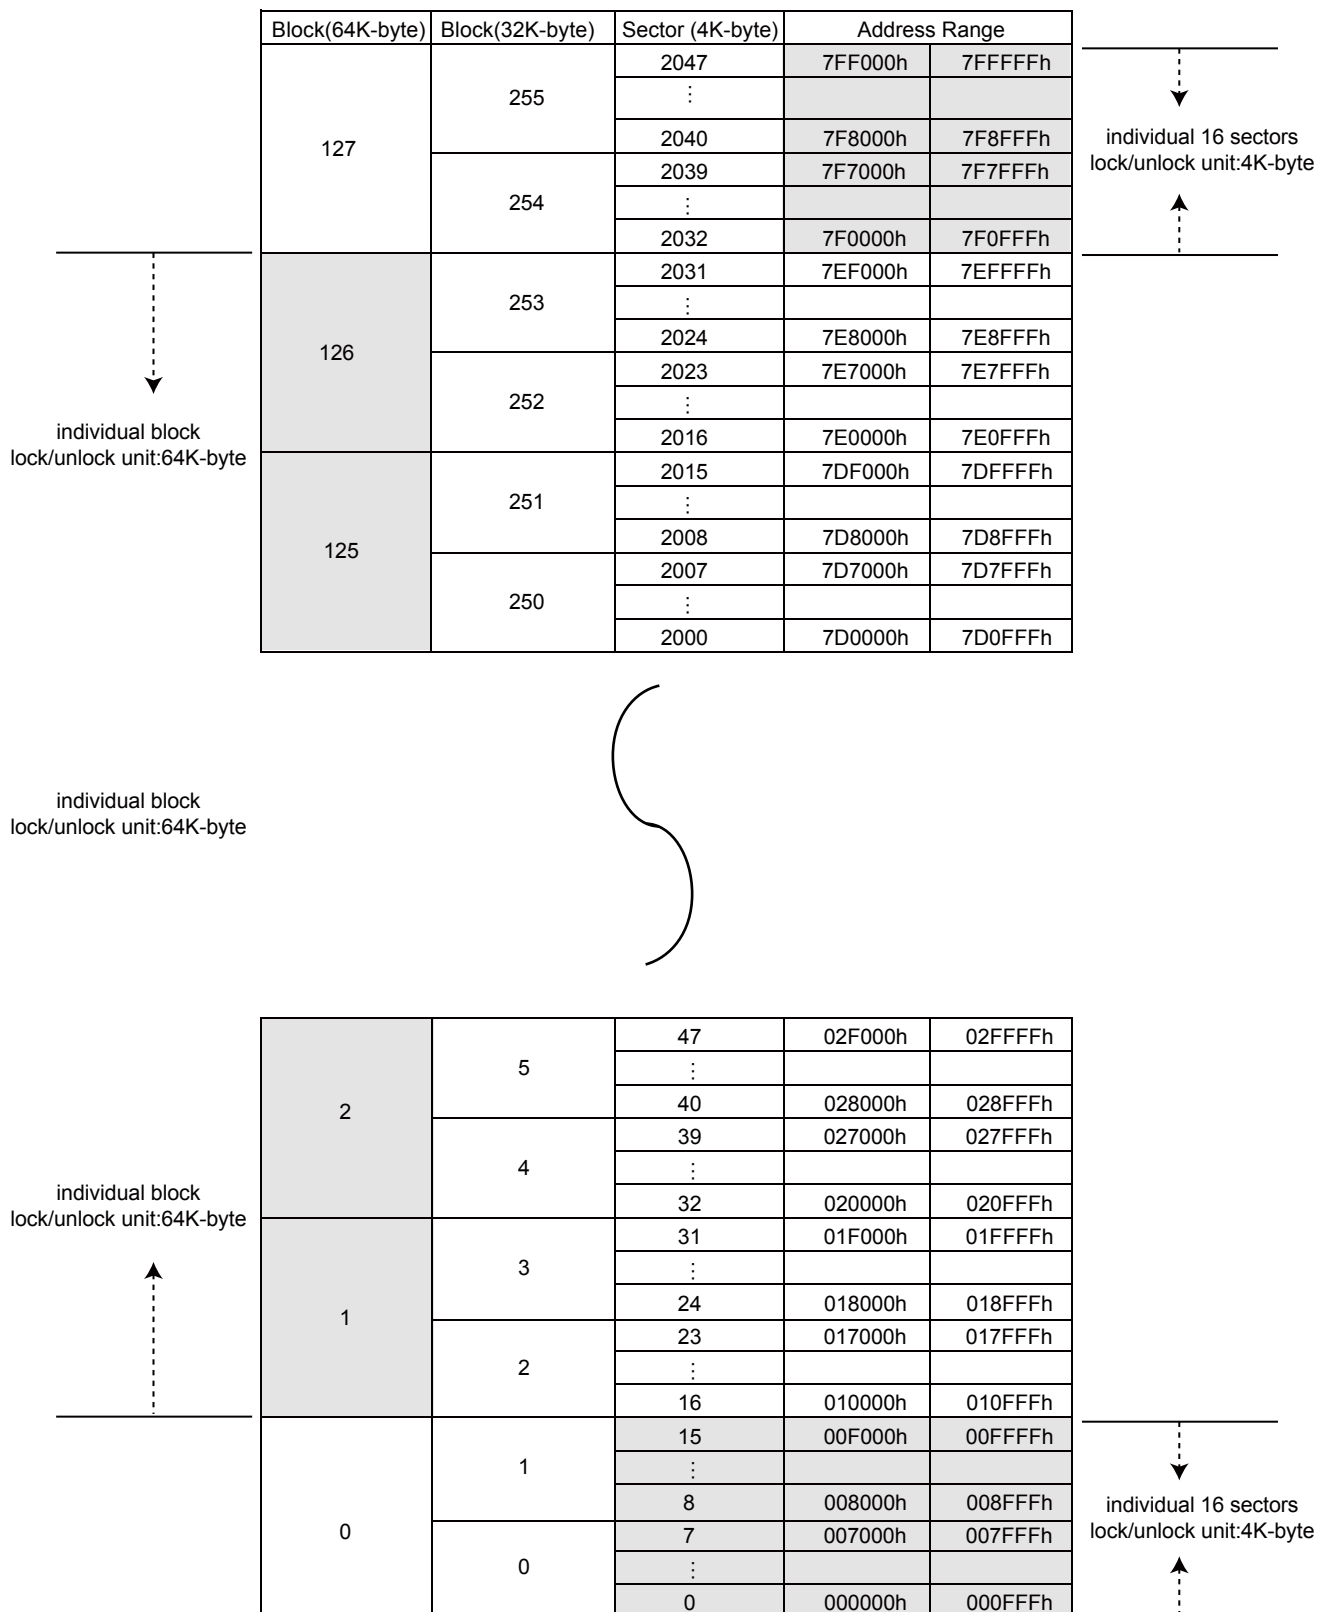 Block(64K-byte) Block(32K-byte) Sector (4K-byte) Address Range
2047 7FF000h 7FFFFFh
255 ⋮
individual 16 sectors
127 2040 7F8000h 7F8FFFh
lock/unlock unit:4K-byte
2039 7F7000h 7F7FFFh
254 ⋮
2032 7F0000h 7F0FFFh
2031 7EF000h 7EFFFFh
253 ⋮
2024 7E8000h 7E8FFFh
126
2023 7E7000h 7E7FFFh
252 ⋮
individual block
2016 7E0000h 7E0FFFh
lock/unlock unit:64K-byte
2015 7DF000h 7DFFFFh
251 ⋮
2008 7D8000h 7D8FFFh
125
2007 7D7000h 7D7FFFh
250 ⋮
2000 7D0000h 7D0FFFh
individual block
lock/unlock unit:64K-byte
47 02F000h 02FFFFh
5 ⋮
2 40 028000h 028FFFh
39 027000h 027FFFh
4 ⋮
individual block
32 020000h 020FFFh
lock/unlock unit:64K-byte
31 01F000h 01FFFFh
3 ⋮
24 018000h 018FFFh
1
23 017000h 017FFFh
2 ⋮
16 010000h 010FFFh
15 00F000h 00FFFFh
1 ⋮
8 008000h 008FFFh
individual 16 sectors
0 7 007000h 007FFFh
lock/unlock unit:4K-byte
0 ⋮
0 000000h 000FFFh